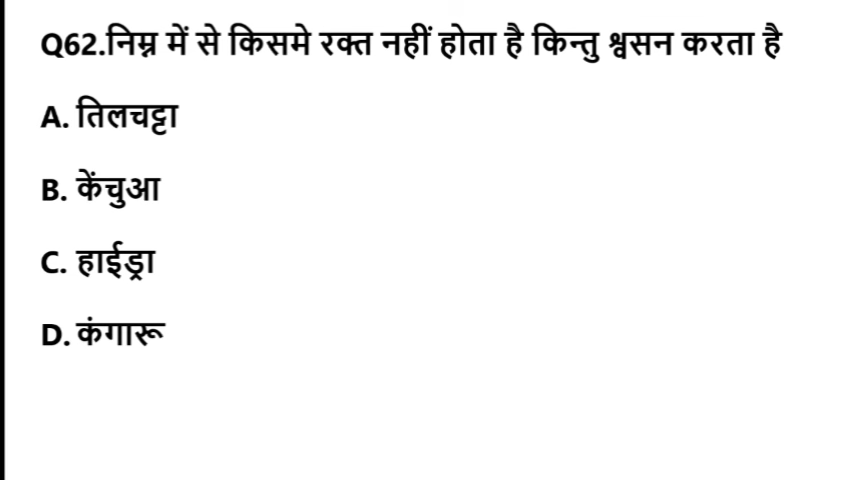 Q62.निम्न में से किसमे रक्त नहीं होता है किन्तु श्वसन करता है
A. तिलचट्टा
B. केंचुआ
C. हाईड्रा
D. कंगारू